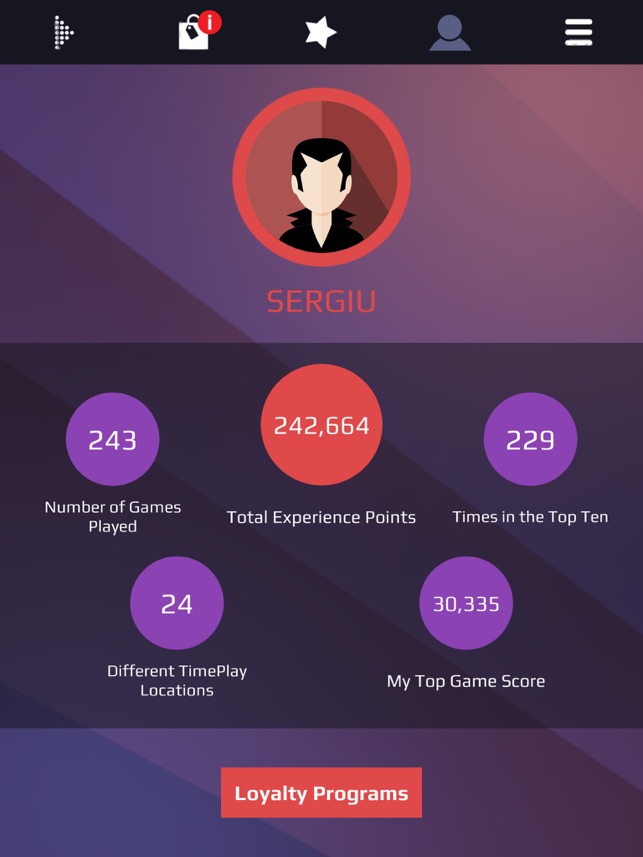 i
SERGIU
243
242,664
229
Number of Games
Played
Total Experience Points
Times in the Top Ten
24
30,335
Different TimePlay
Locations
My Top Game Score
Loyalty Programs